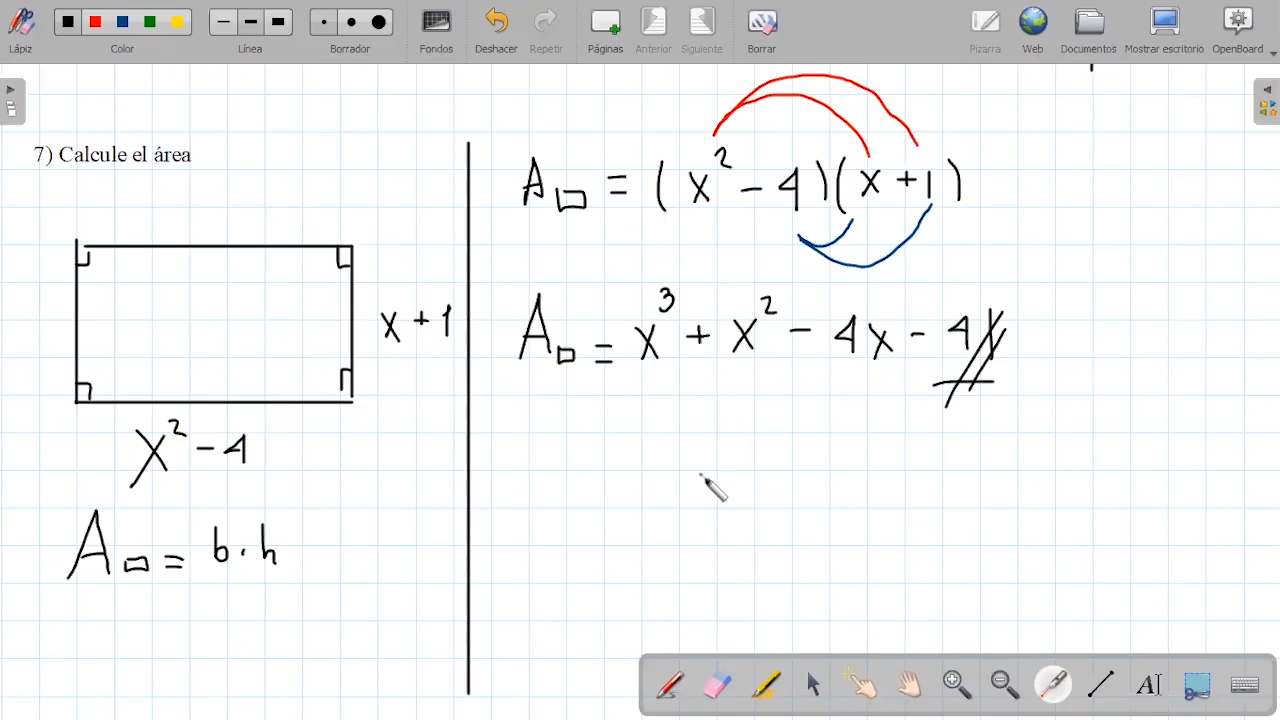 Lápiz Color Línea Borrador Fondos Deshacer Repetir Páginas Anterior Siguiente Borrar Pizarra Web Documentos Mostrar escritorio OpenBoard
7) Calcule el área
x + 1
x² - 4
A▭ = b · h
A▭ = (x² - 4)(x + 1)
A▭ = x³ + x² - 4x - 4